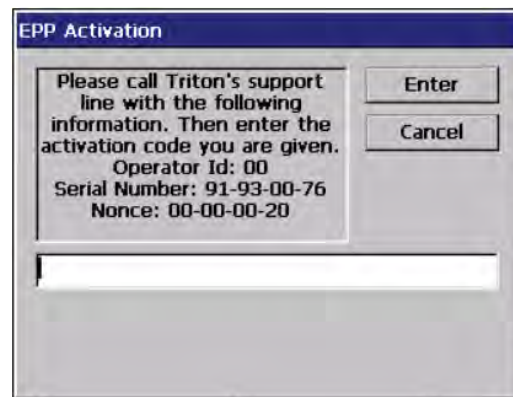 EPP Activation
Please call Triton's support
line with the following
information. Then enter the
activation code you are given.
Operator Id: 00
Serial Number: 91-93-00-76
Nonce: 00-00-00-20
Enter
Cancel